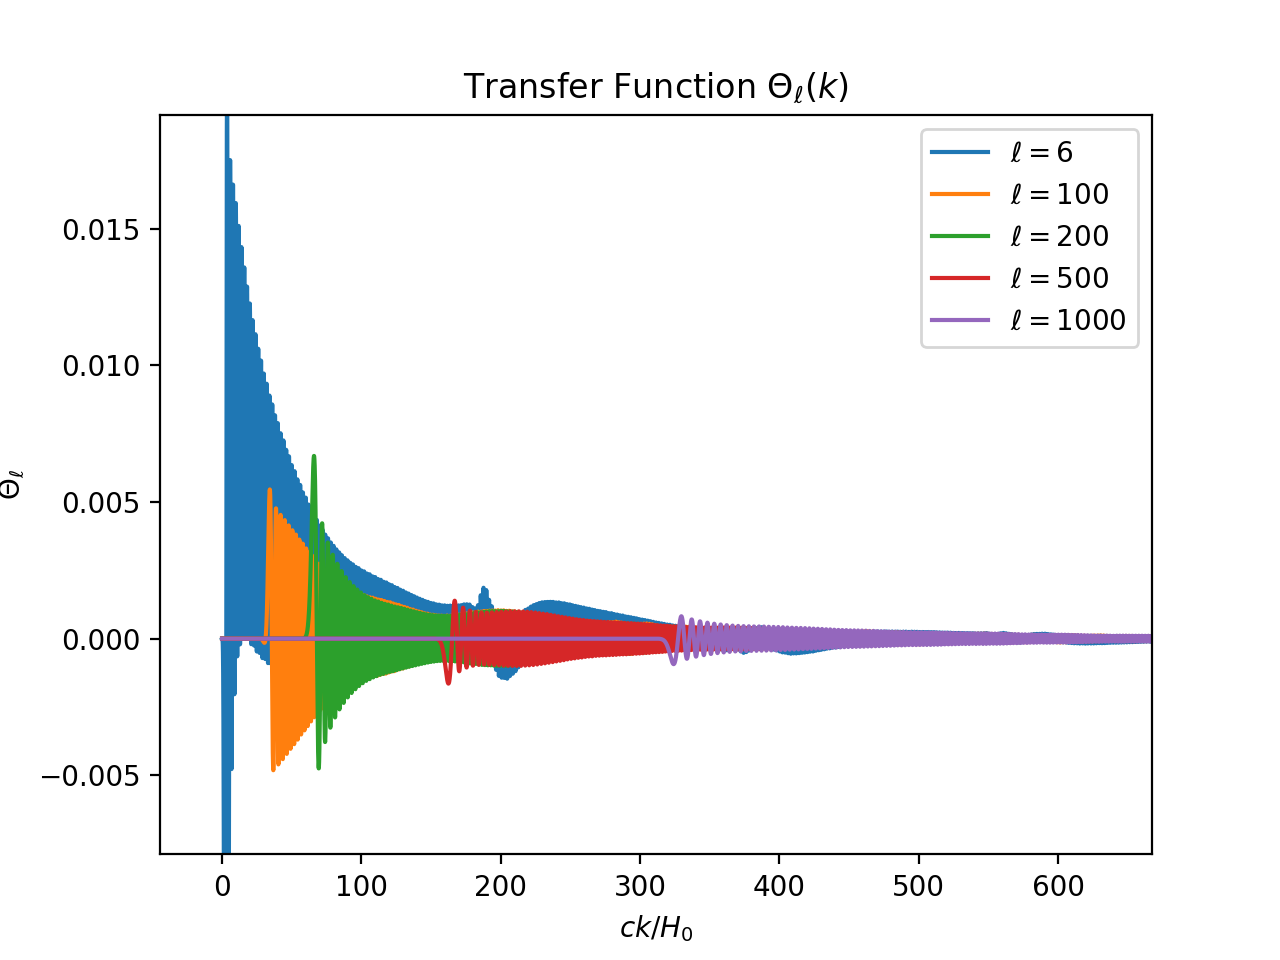 Transfer Function Θℓ(k)
ℓ = 6
ℓ = 100
ℓ = 200
ℓ = 500
ℓ = 1000
Θℓ
0.015
0.010
0.005
0.000
−0.005
0 100 200 300 400 500 600
ck/H₀